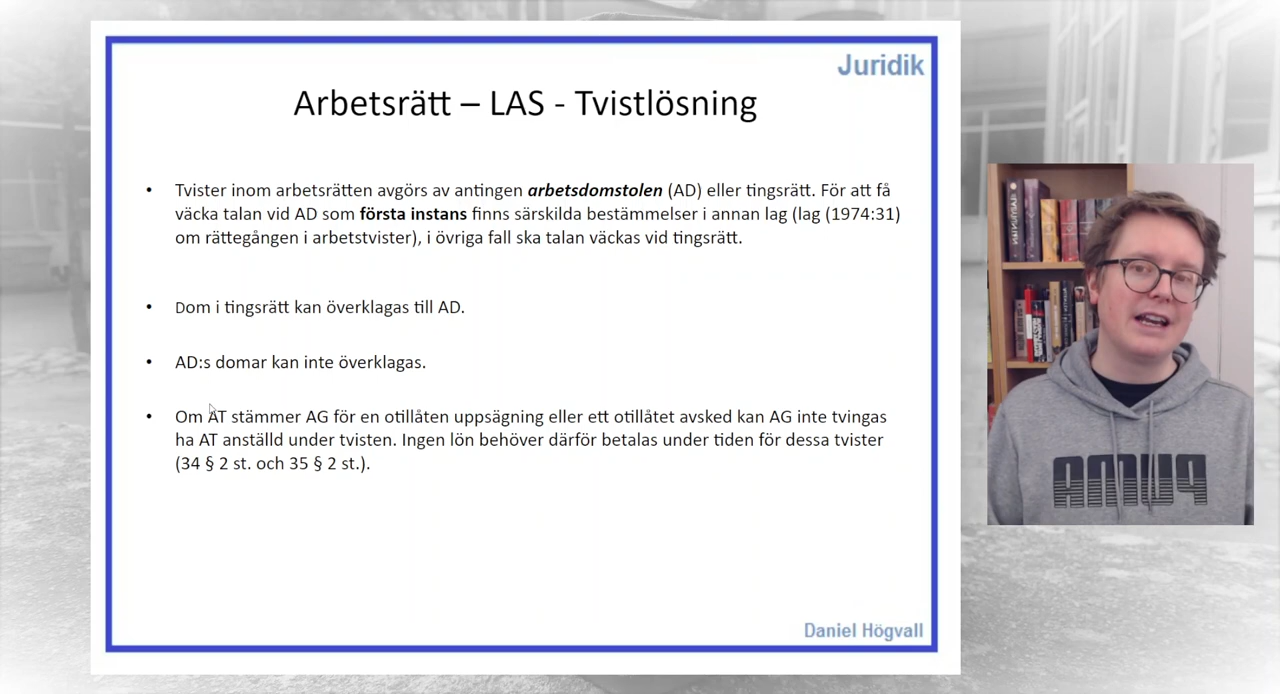 Juridik
Arbetsrätt – LAS - Tvistlösning
• Tvister inom arbetsrätten avgörs av antingen arbetsdomstolen (AD) eller tingsrätt. För att få
väcka talan vid AD som första instans finns särskilda bestämmelser i annan lag (lag (1974:31)
om rättegången i arbetstvister), i övriga fall ska talan väckas vid tingsrätt.
• Dom i tingsrätt kan överklagas till AD.
• AD:s domar kan inte överklagas.
• Om AT stämmer AG för en otillåten uppsägning eller ett otillåtet avsked kan AG inte tvingas
ha AT anställd under tvisten. Ingen lön behöver därför betalas under tiden för dessa tvister
(34 § 2 st. och 35 § 2 st.).
Daniel Högvall